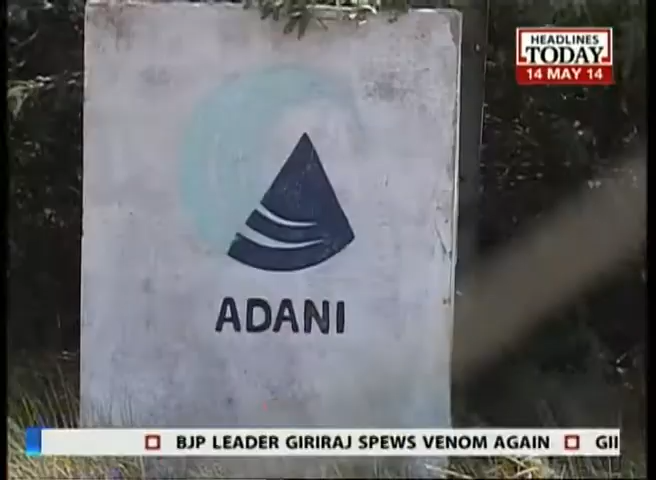 HEADLINES
TODAY
14 MAY 14
ADANI
BJP LEADER GIRIRAJ SPEWS VENOM AGAIN